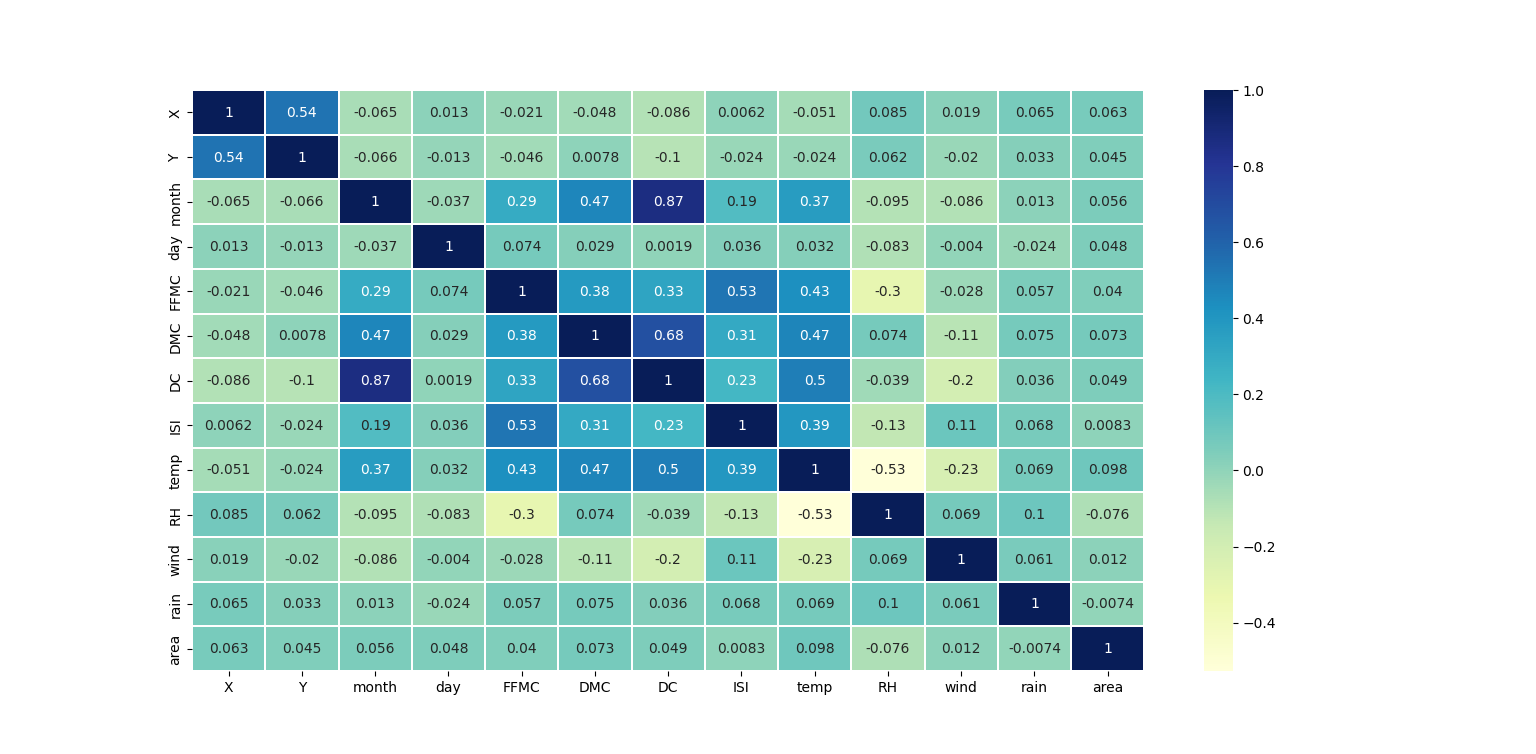 X 1 0.54 -0.065 0.013 -0.021 -0.048 -0.086 0.0062 -0.051 0.085 0.019 0.065 0.063
Y 0.54 1 -0.066 -0.013 -0.046 0.0078 -0.1 -0.024 -0.024 0.062 -0.02 0.033 0.045
month -0.065 -0.066 1 -0.037 0.29 0.47 0.87 0.19 0.37 -0.095 -0.086 0.013 0.056
day 0.013 -0.013 -0.037 1 0.074 0.029 0.0019 0.036 0.032 -0.083 -0.004 -0.024 0.048
FFMC -0.021 -0.046 0.29 0.074 1 0.38 0.33 0.53 0.43 -0.3 -0.028 0.057 0.04
DMC -0.048 0.0078 0.47 0.029 0.38 1 0.68 0.31 0.47 0.074 -0.11 0.075 0.073
DC -0.086 -0.1 0.87 0.0019 0.33 0.68 1 0.23 0.5 -0.039 -0.2 0.036 0.049
ISI 0.0062 -0.024 0.19 0.036 0.53 0.31 0.23 1 0.39 -0.13 0.11 0.068 0.0083
temp -0.051 -0.024 0.37 0.032 0.43 0.47 0.5 0.39 1 -0.53 -0.23 0.069 0.098
RH 0.085 0.062 -0.095 -0.083 -0.3 0.074 -0.039 -0.13 -0.53 1 0.069 0.1 -0.076
wind 0.019 -0.02 -0.086 -0.004 -0.028 -0.11 -0.2 0.11 -0.23 0.069 1 0.061 0.012
rain 0.065 0.033 0.013 -0.024 0.057 0.075 0.036 0.068 0.069 0.1 0.061 1 -0.0074
area 0.063 0.045 0.056 0.048 0.04 0.073 0.049 0.0083 0.098 -0.076 0.012 -0.0074 1
X Y month day FFMC DMC DC ISI temp RH wind rain area
1.0
0.8
0.6
0.4
0.2
0.0
−0.2
−0.4